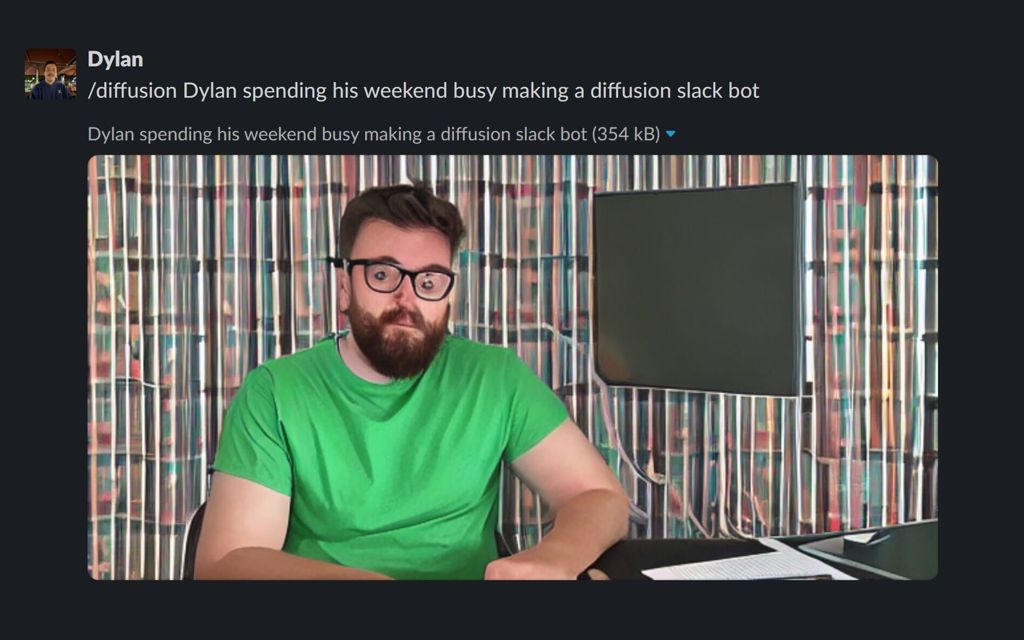 Dylan
/diffusion Dylan spending his weekend busy making a diffusion slack bot
Dylan spending his weekend busy making a diffusion slack bot (354 kB)